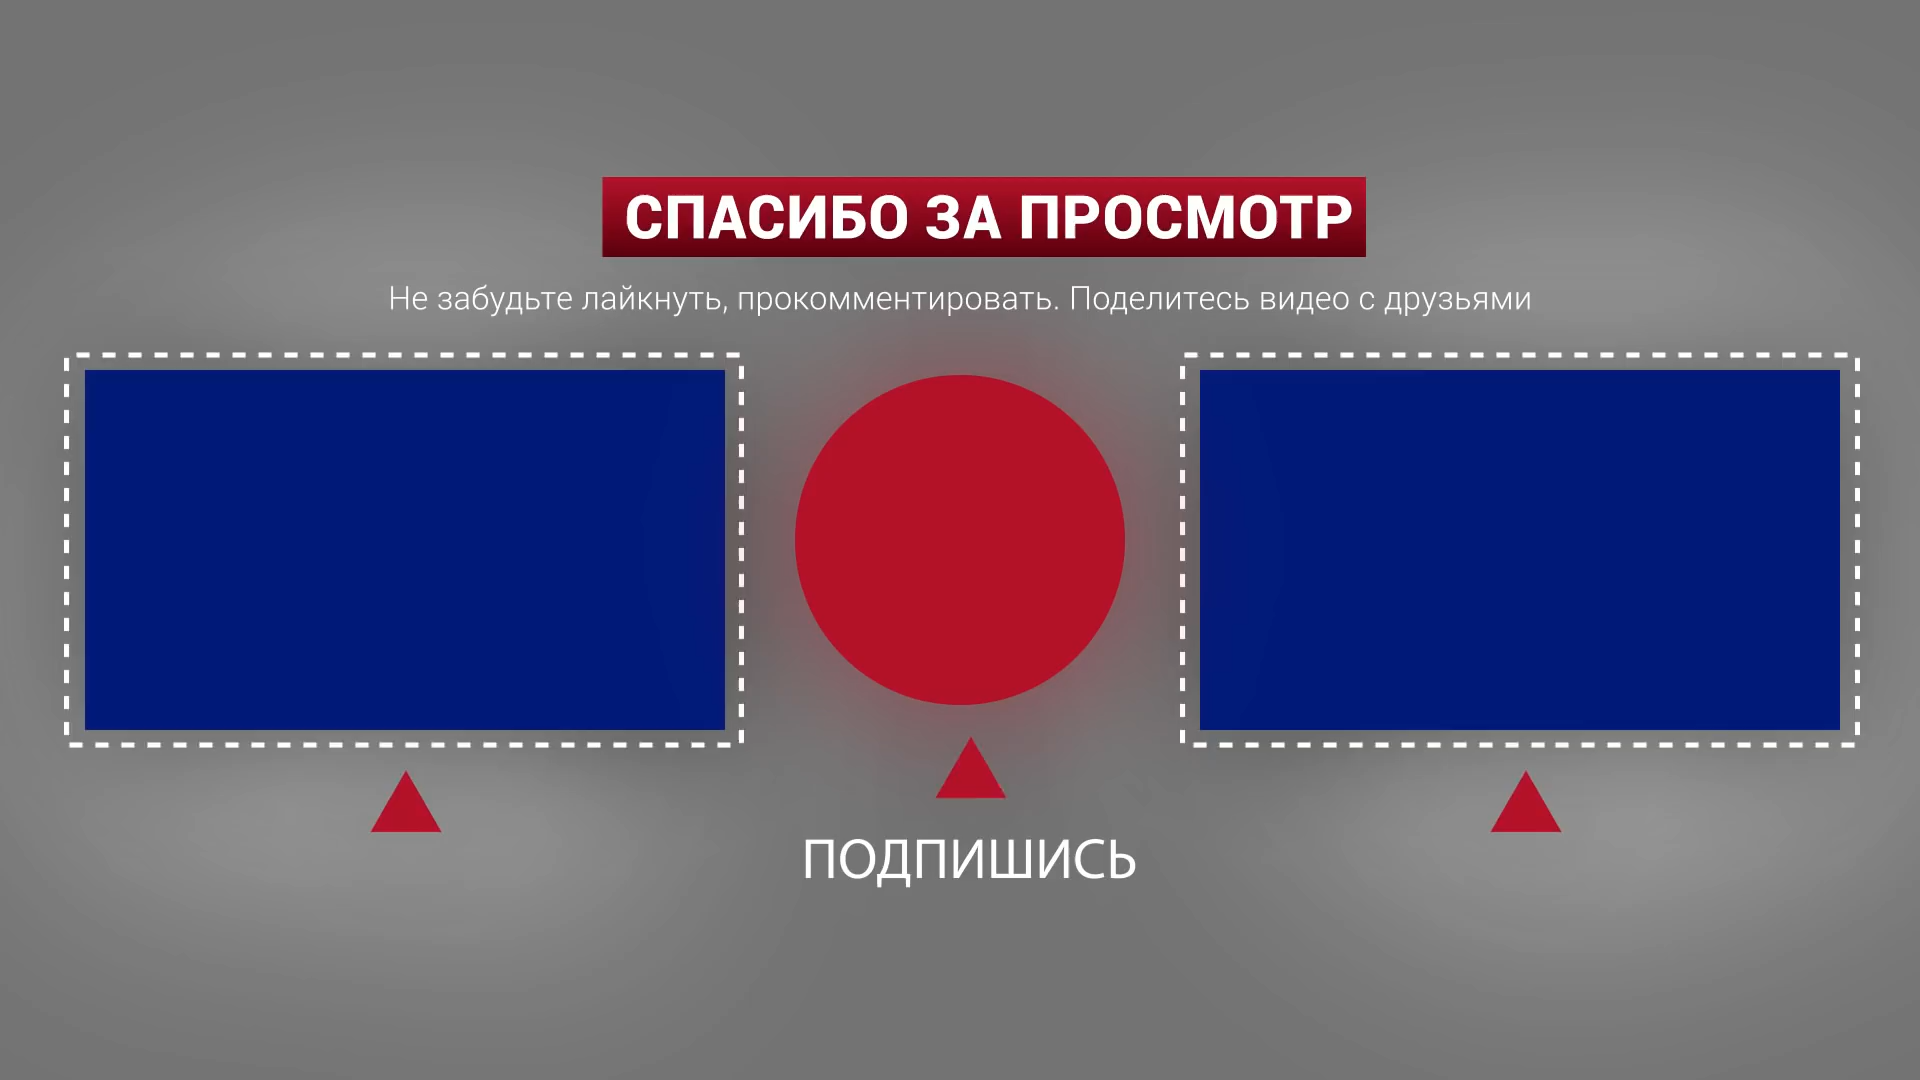 СПАСИБО ЗА ПРОСМОТР
Не забудьте лайкнуть, прокомментировать. Поделитесь видео с друзьями
ПОДПИШИСЬ